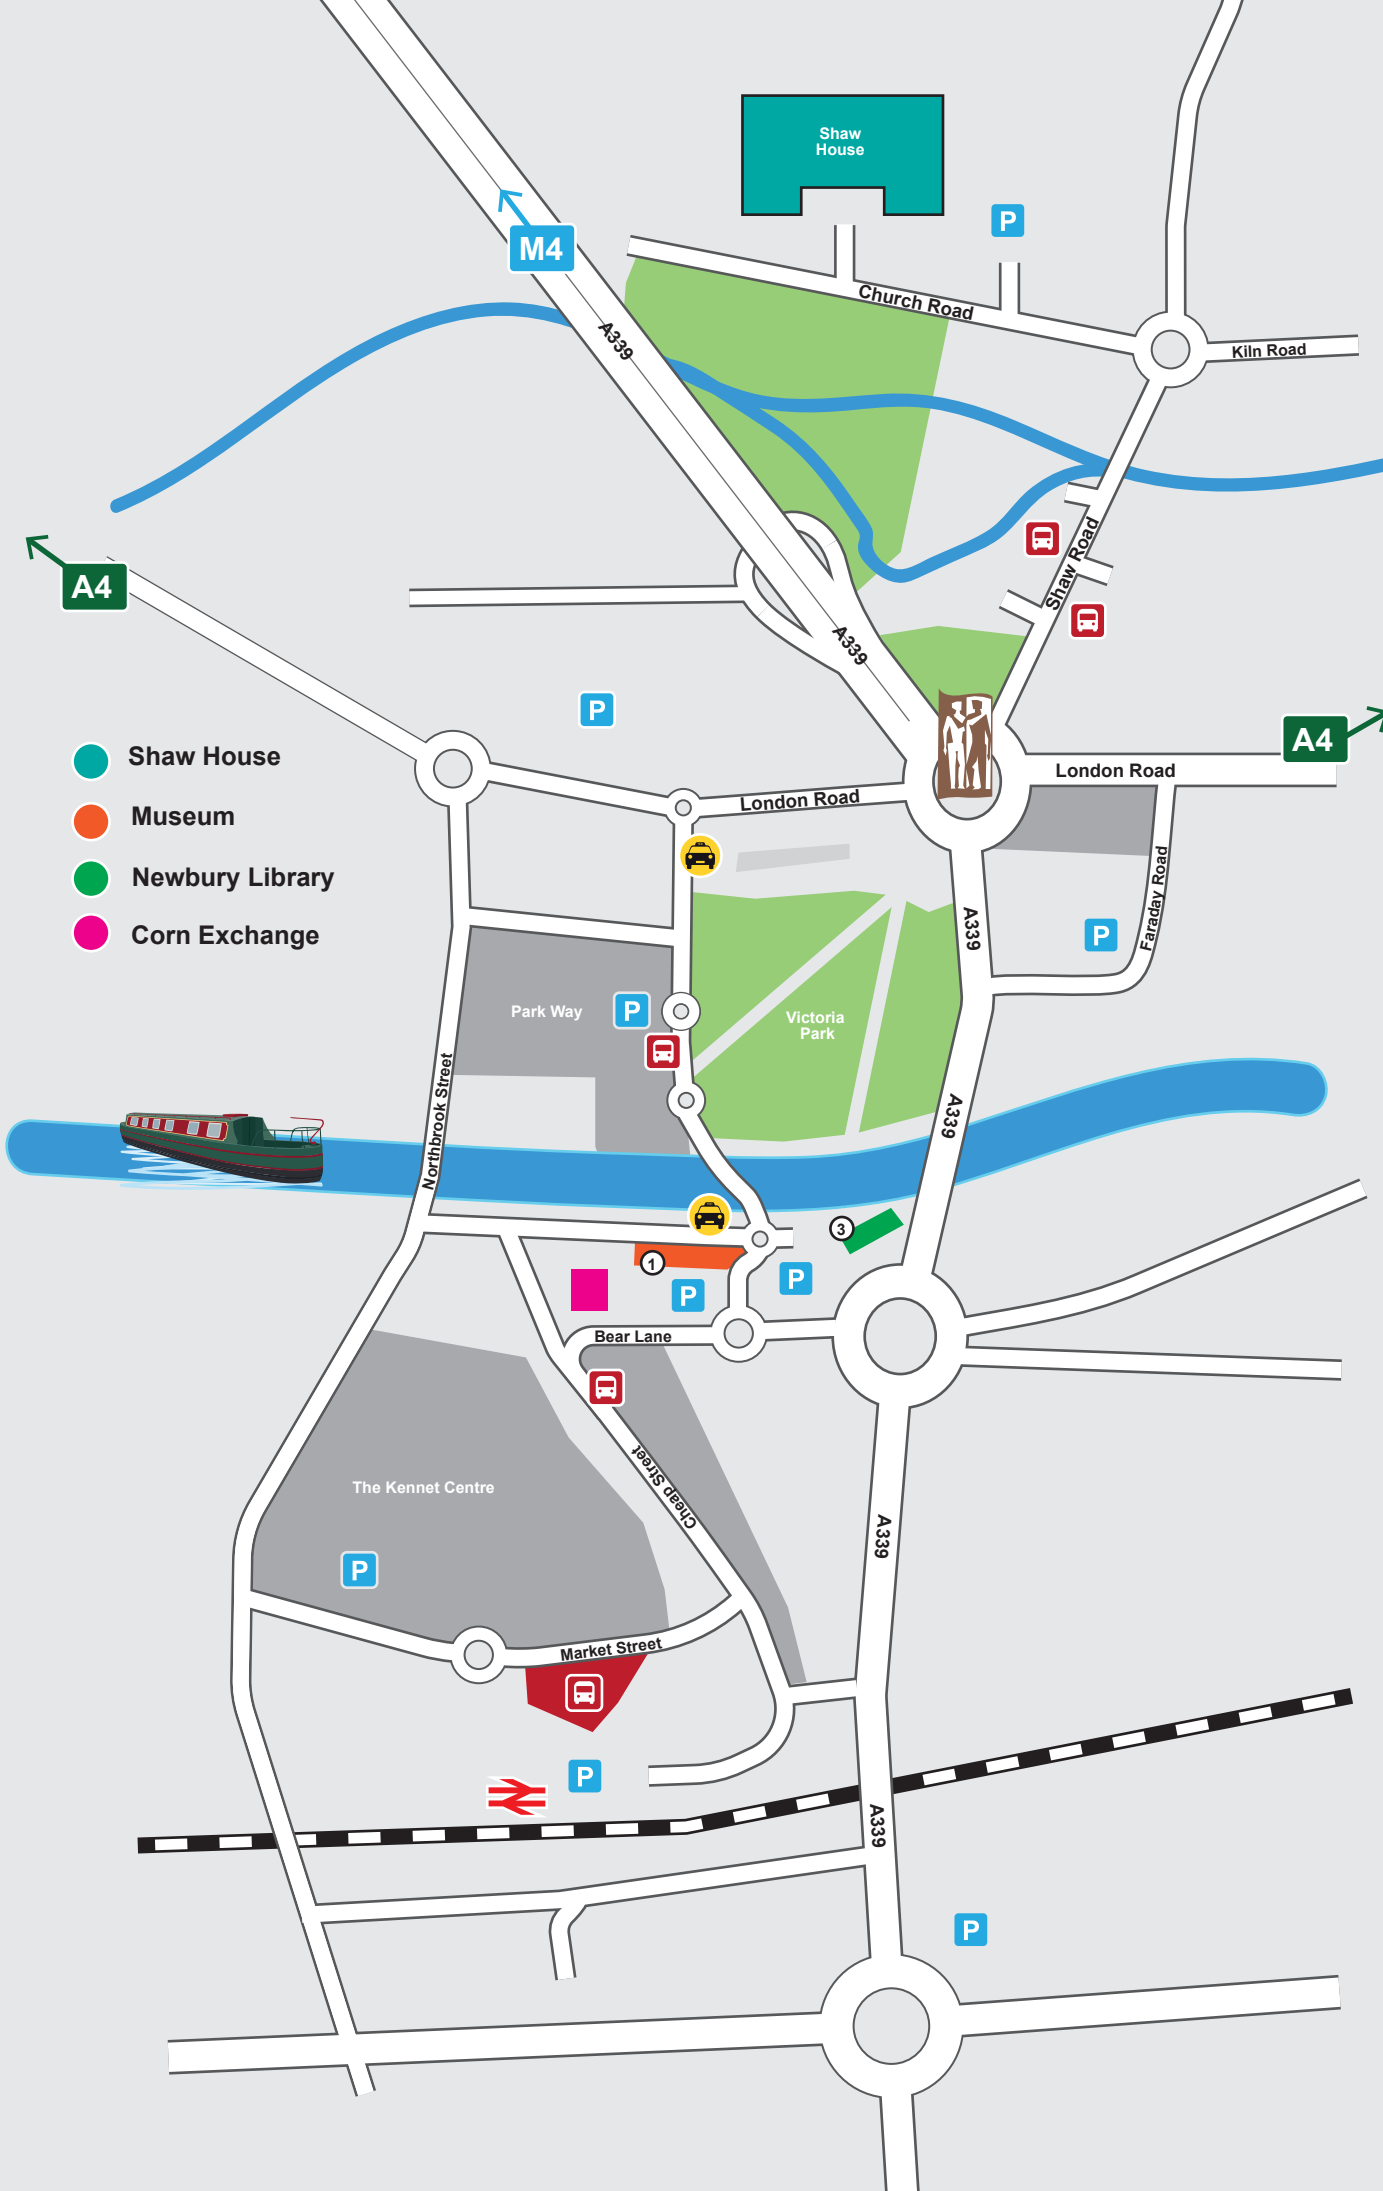 Shaw
House
P
M4
Church Road
A339
Kiln Road
Shaw Road
A4
A339
P
A4
London Road
London Road
Shaw House
Museum
Newbury Library
Corn Exchange
Faraday Road
A339
P
Park Way
P
Victoria
Park
Northbrook Street
A339
3
1
P
P
Bear Lane
Cheap Street
The Kennet Centre
A339
P
Market Street
P
A339
P